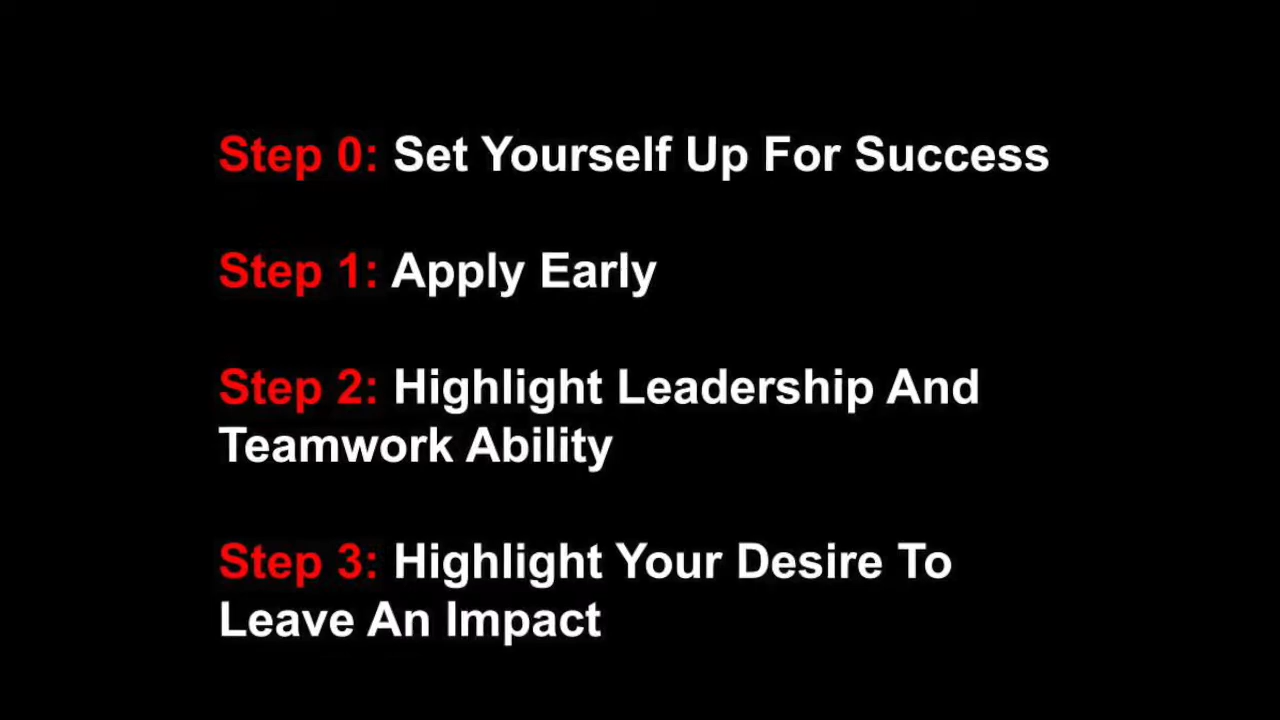 Step 0: Set Yourself Up For Success
Step 1: Apply Early
Step 2: Highlight Leadership And
Teamwork Ability
Step 3: Highlight Your Desire To
Leave An Impact